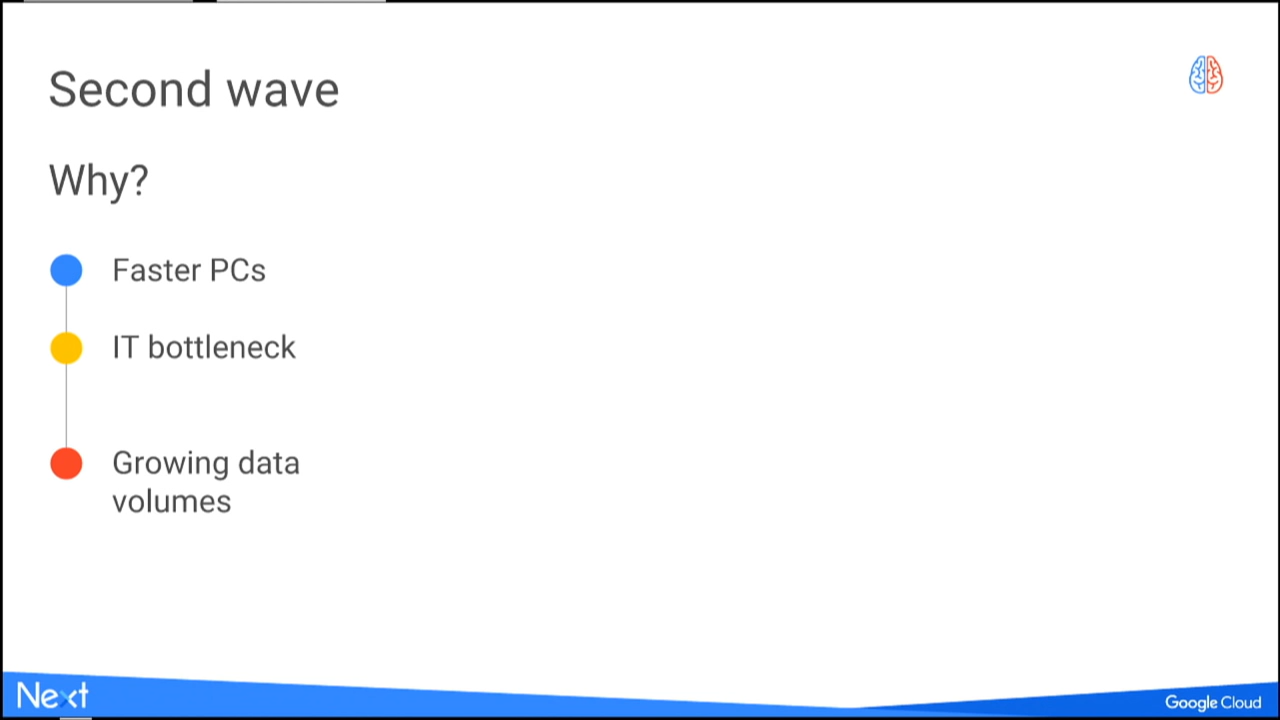 Second wave
Why?
Faster PCs
IT bottleneck
Growing data
volumes
Next
Google Cloud